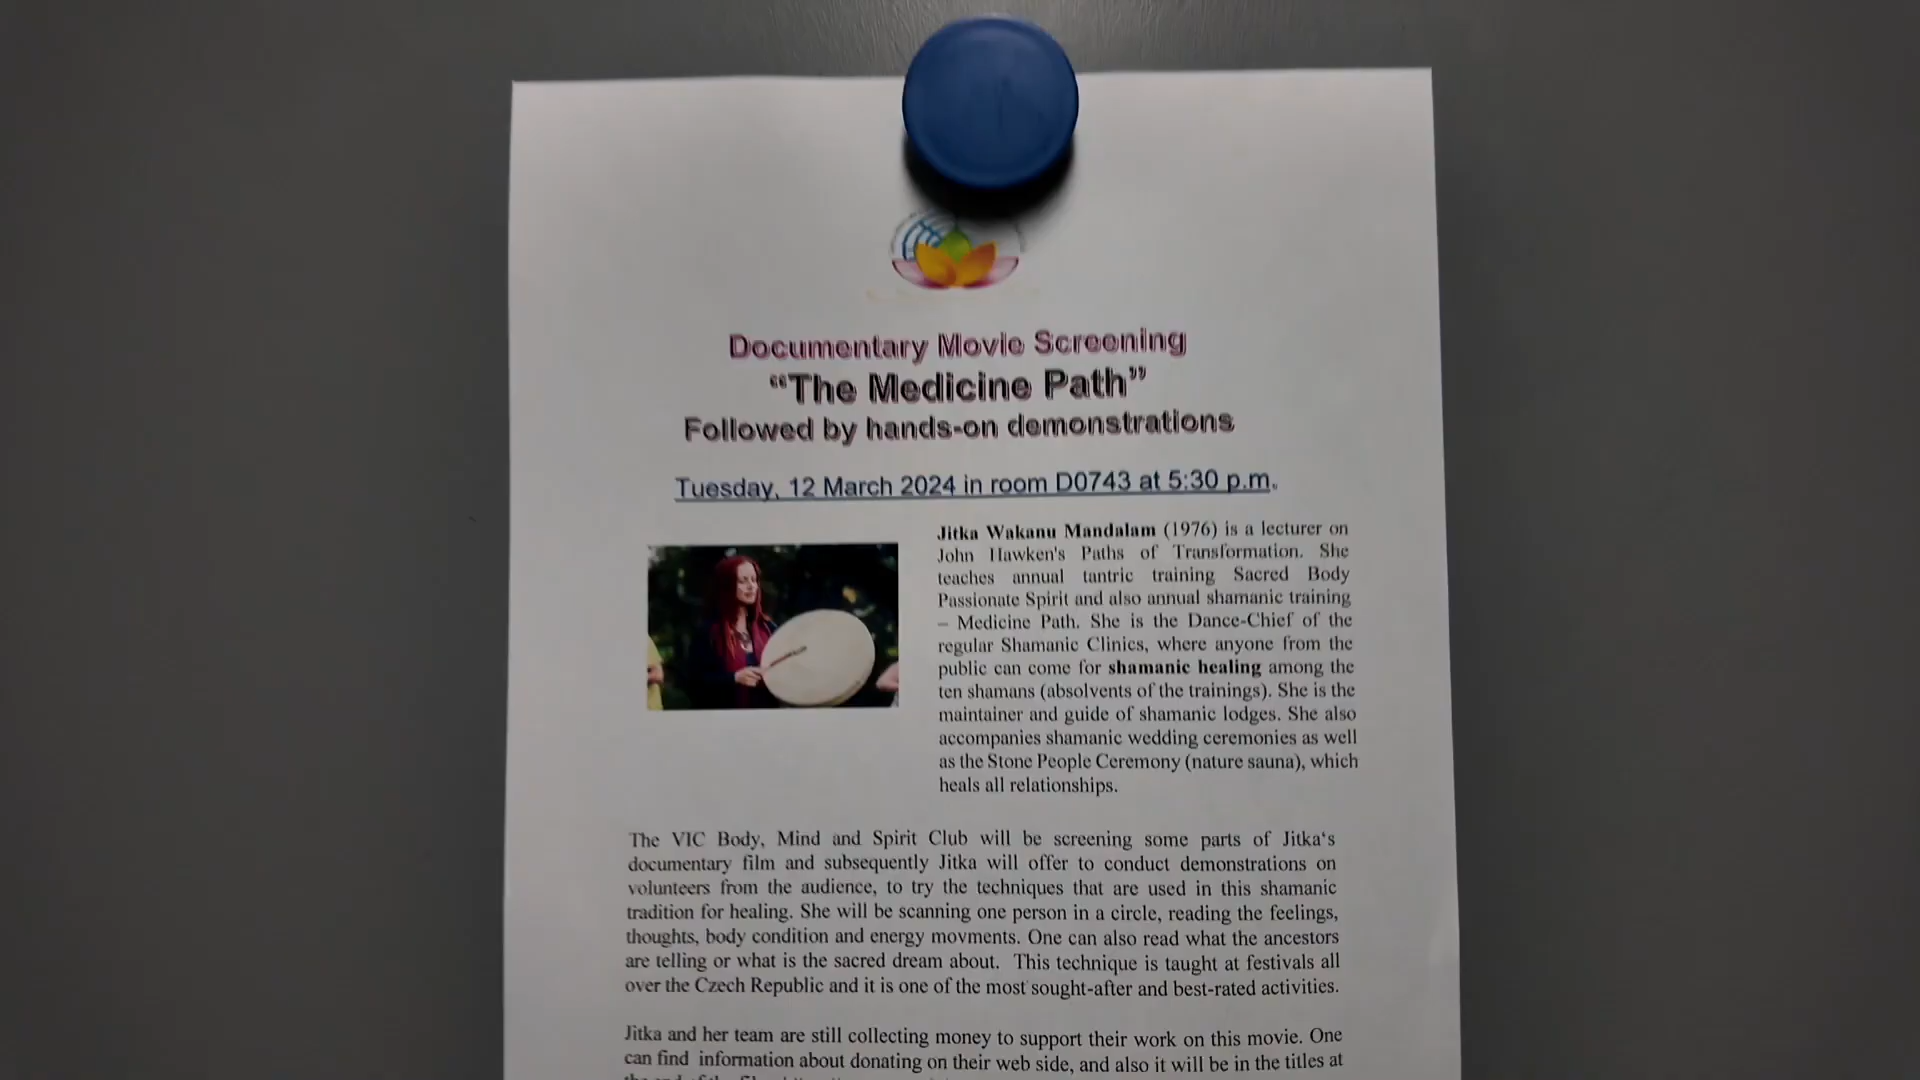 Documentary Movie Screening
“The Medicine Path”
Followed by hands-on demonstrations
Tuesday, 12 March 2024 in room D0743 at 5:30 p.m.
Jitka Wakanu Mandalam (1976) is a lecturer on
John Hawken's Paths of Transformation. She
teaches annual tantric training Sacred Body
Passionate Spirit and also annual shamanic training
– Medicine Path. She is the Dance-Chief of the
regular Shamanic Clinics, where anyone from the
public can come for shamanic healing among the
ten shamans (absolvents of the trainings). She is the
maintainer and guide of shamanic lodges. She also
accompanies shamanic wedding ceremonies as well
as the Stone People Ceremony (nature sauna), which
heals all relationships.
The VIC Body, Mind and Spirit Club will be screening some parts of Jitka‘s
documentary film and subsequently Jitka will offer to conduct demonstrations on
volunteers from the audience, to try the techniques that are used in this shamanic
tradition for healing. She will be scanning one person in a circle, reading the feelings,
thoughts, body condition and energy movments. One can also read what the ancestors
are telling or what is the sacred dream about. This technique is taught at festivals all
over the Czech Republic and it is one of the most sought-after and best-rated activities.
Jitka and her team are still collecting money to support their work on this movie. One
can find information about donating on their web side, and also it will be in the titles at